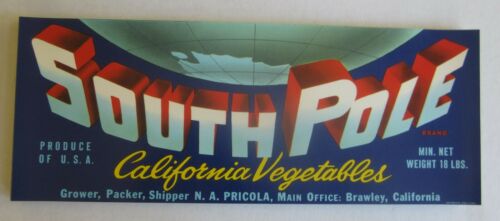 SOUTH POLE
BRAND
PRODUCE
OF U.S.A.
California Vegetables
MIN. NET
WEIGHT 18 LBS.
Grower, Packer, Shipper N. A. PRICOLA, MAIN OFFICE: Brawley, California